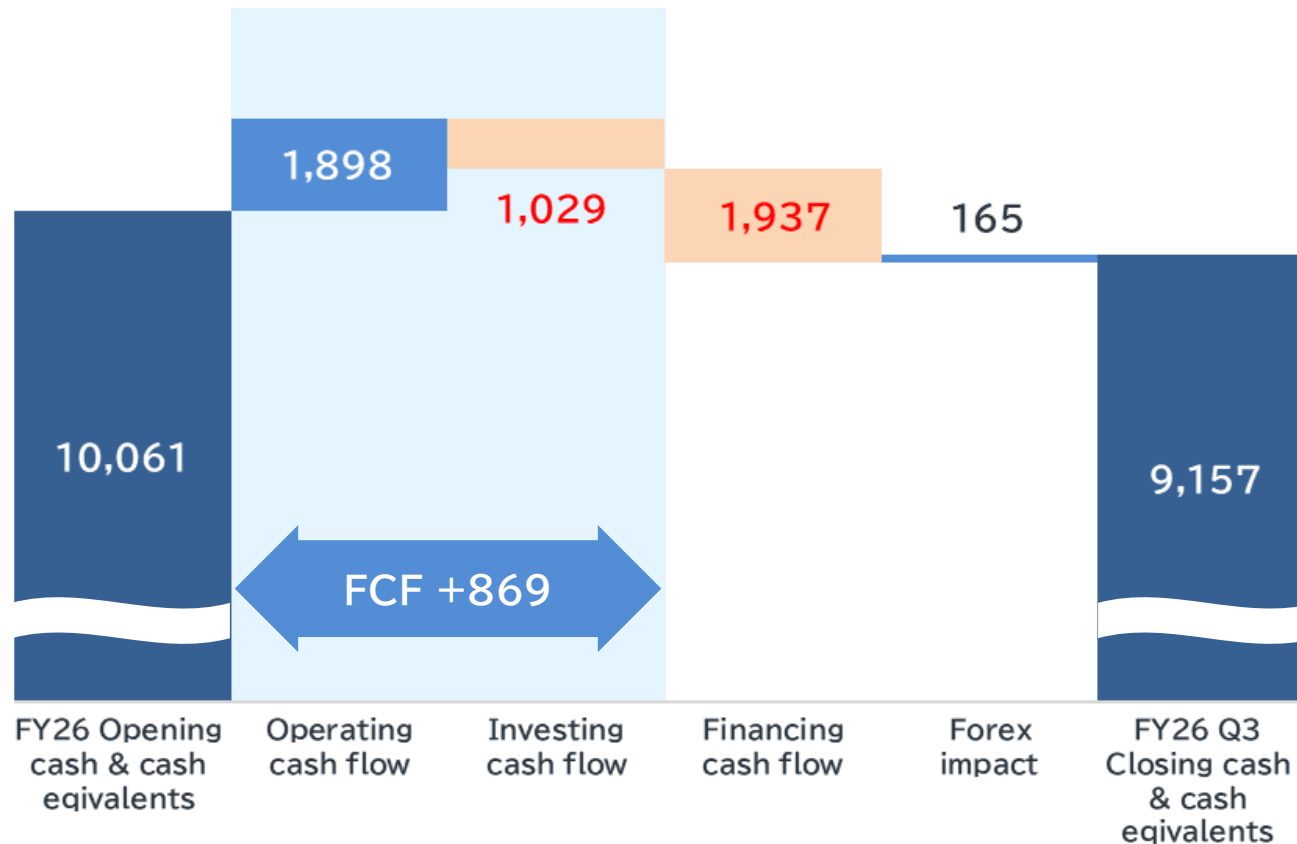 1,898
1,029
1,937
165
10,061
9,157
FCF +869
FY26 Opening
cash & cash
eqivalents
Operating
cash flow
Investing
cash flow
Financing
cash flow
Forex
impact
FY26 Q3
Closing cash
& cash
eqivalents